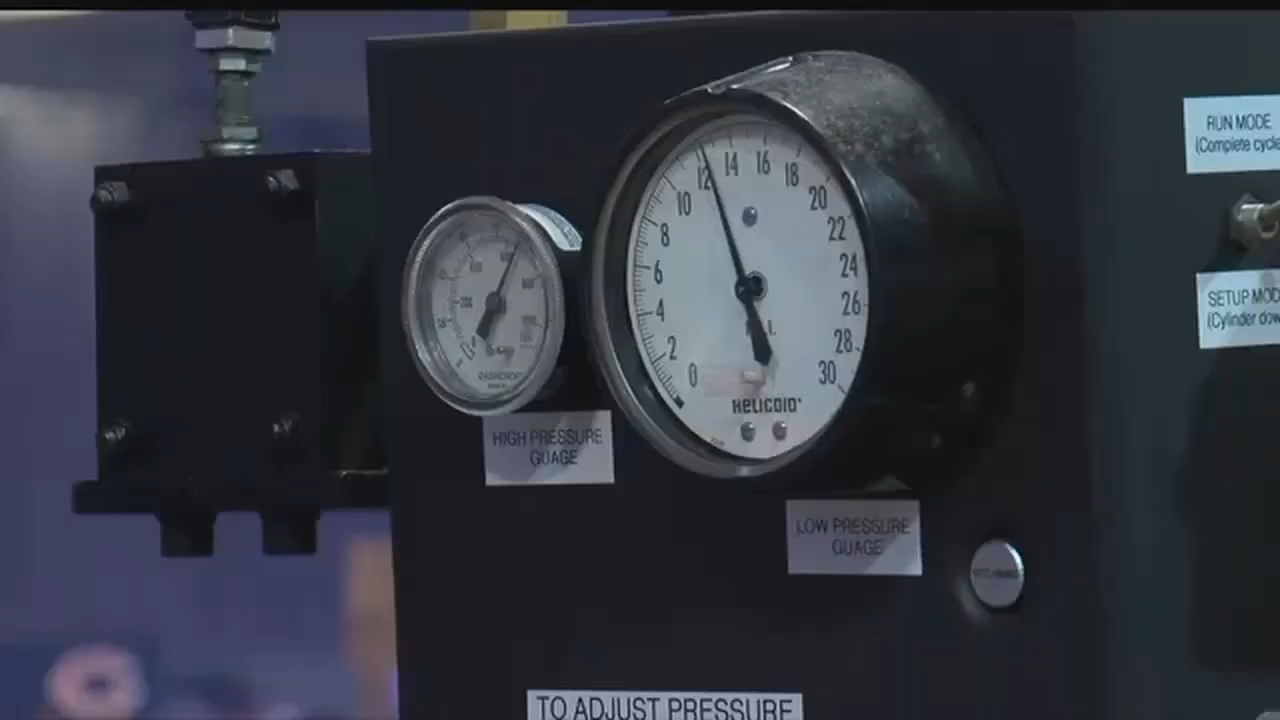 RUN MODE
(Complete cycle
12
14
16
10
18
20
8
22
6
24
4
26
2
28
0
30
HELICOID
SETUP MOD
(Cylinder dow
HIGH PRESSURE
GUAGE
LOW PRESSURE
GUAGE
TO ADJUST PRESSURE